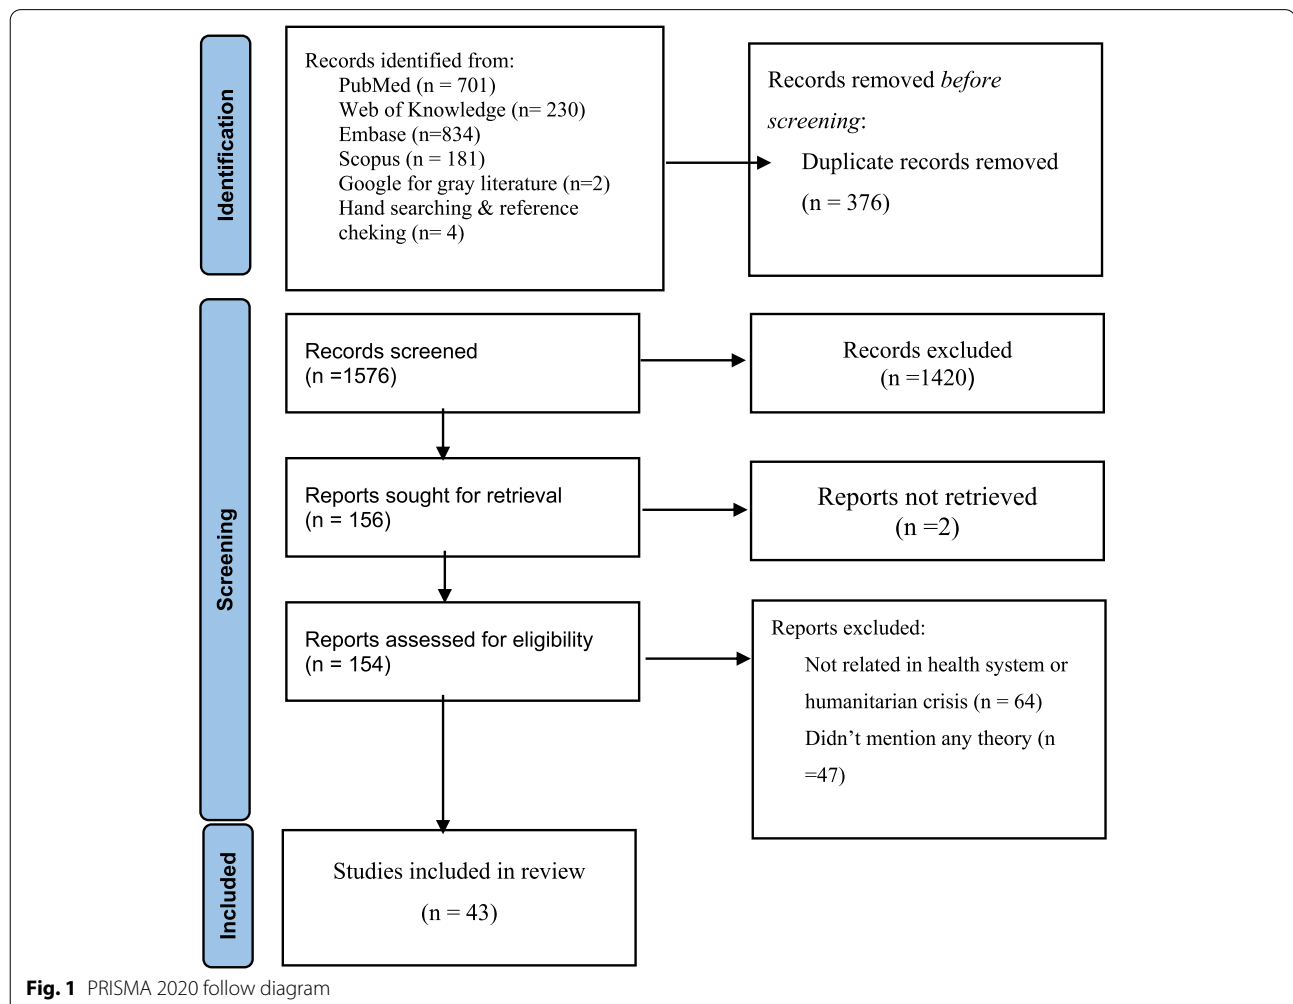 Identification
Records identified from:
PubMed (n = 701)
Web of Knowledge (n= 230)
Embase (n=834)
Scopus (n = 181)
Google for gray literature (n=2)
Hand searching & reference
cheking (n= 4)
Records removed before
screening:
Duplicate records removed
(n = 376)
Screening
Records screened
(n =1576)
Records excluded
(n =1420)
Reports sought for retrieval
(n = 156)
Reports not retrieved
(n =2)
Reports assessed for eligibility
(n = 154)
Reports excluded:
Not related in health system or
humanitarian crisis (n = 64)
Didn’t mention any theory (n
=47)
Included
Studies included in review
(n = 43)
Fig. 1 PRISMA 2020 follow diagram